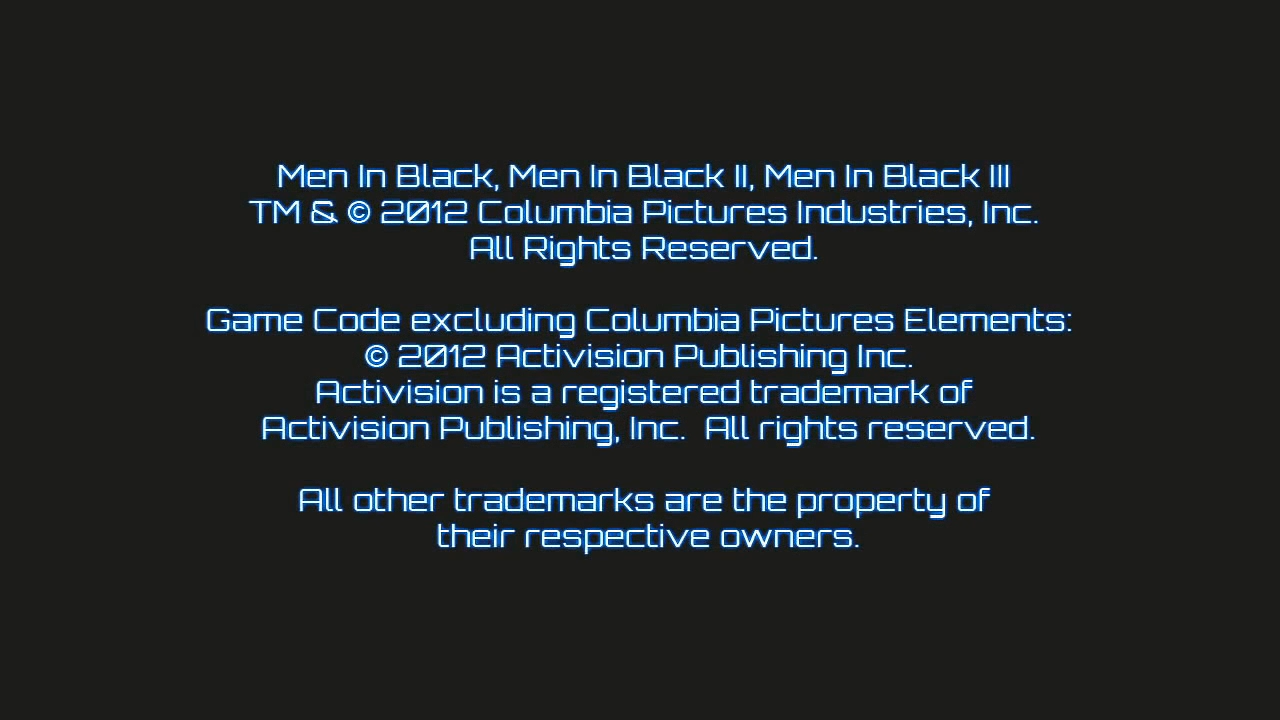 Men In Black, Men In Black II, Men In Black III
TM & © 2012 Columbia Pictures Industries, Inc.
All Rights Reserved.
Game Code excluding Columbia Pictures Elements:
© 2012 Activision Publishing Inc.
Activision is a registered trademark of
Activision Publishing, Inc.  All rights reserved.
All other trademarks are the property of
their respective owners.